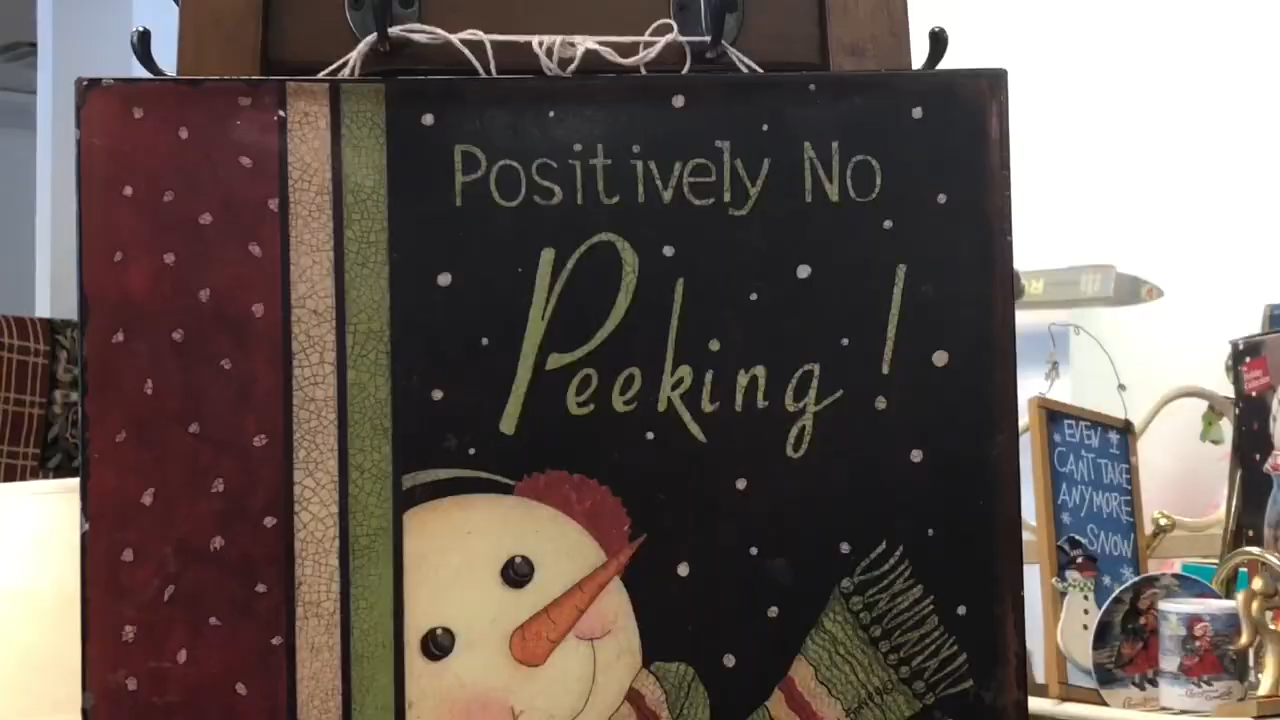 Positively No
Peeking!
EVEN I
CAN'T TAKE
ANYMORE
SNOW